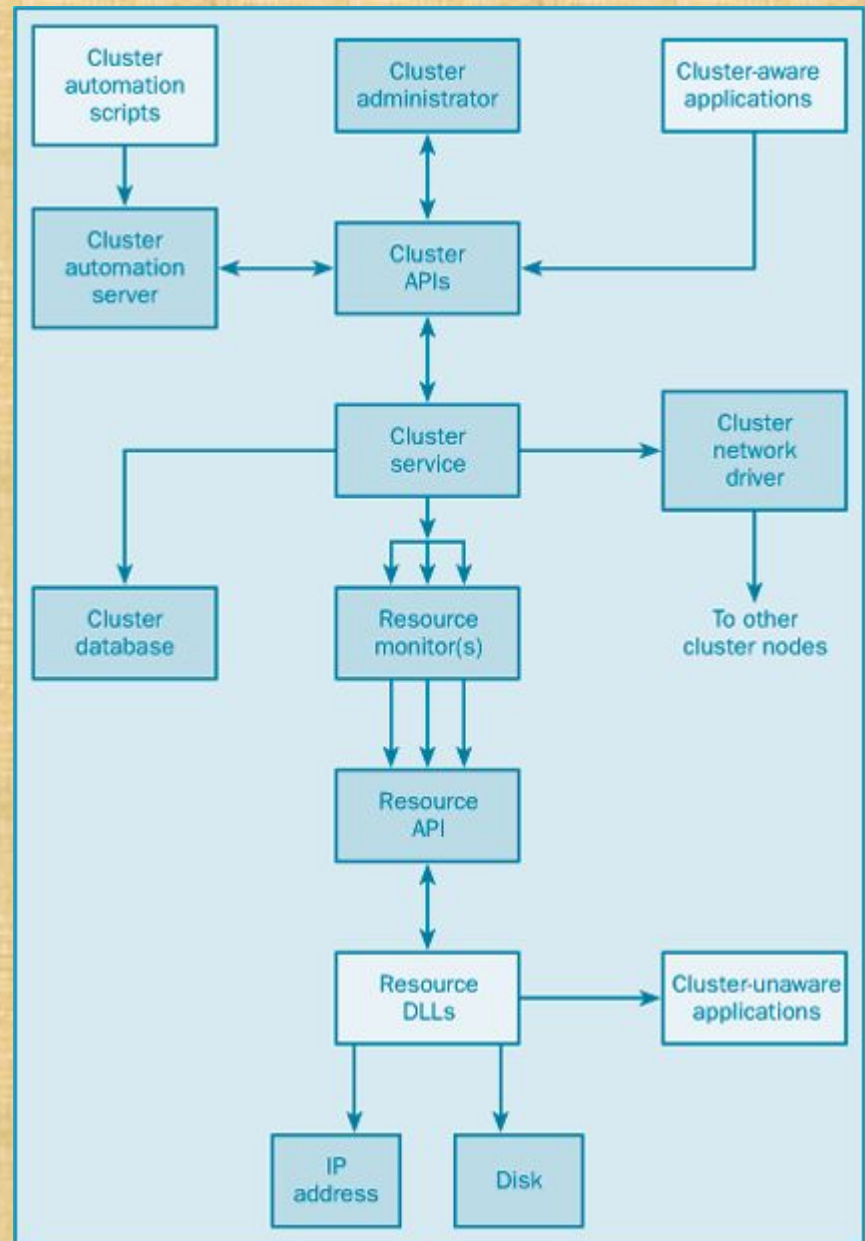 Cluster
automation
scripts
Cluster
administrator
Cluster-aware
applications
Cluster
automation
server
Cluster
APIs
Cluster
service
Cluster
network
driver
Cluster
database
Resource
monitor(s)
To other
cluster nodes
Resource
API
Resource
DLLs
Cluster-unaware
applications
IP
address
Disk